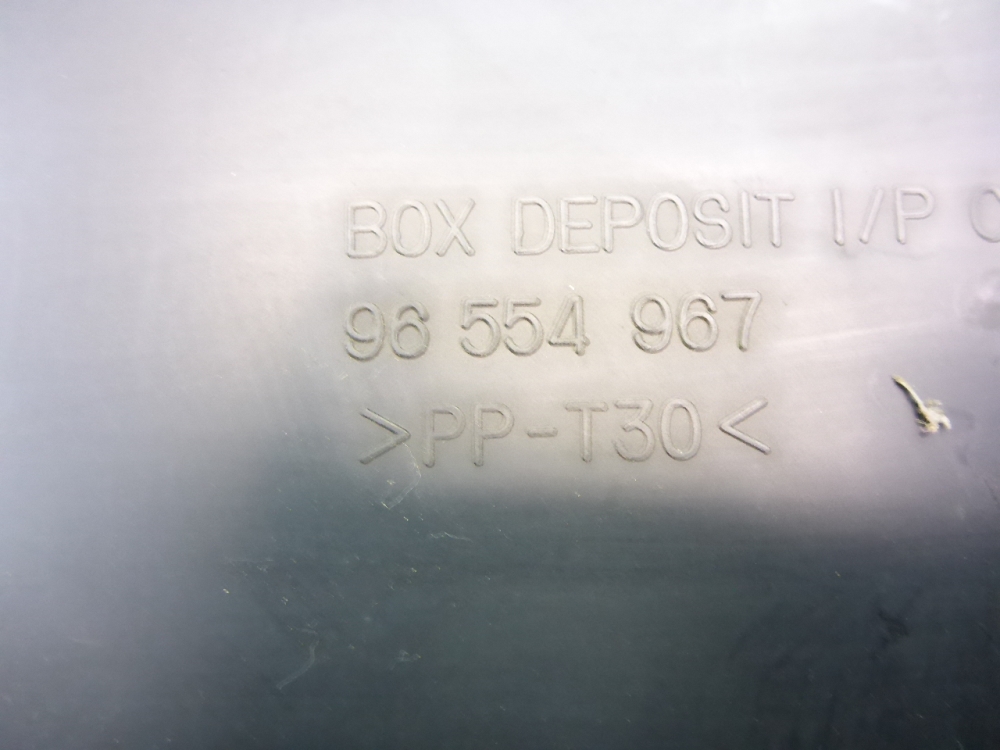 BOX DEPOSIT I/P
96 554 967
>PP-T30<